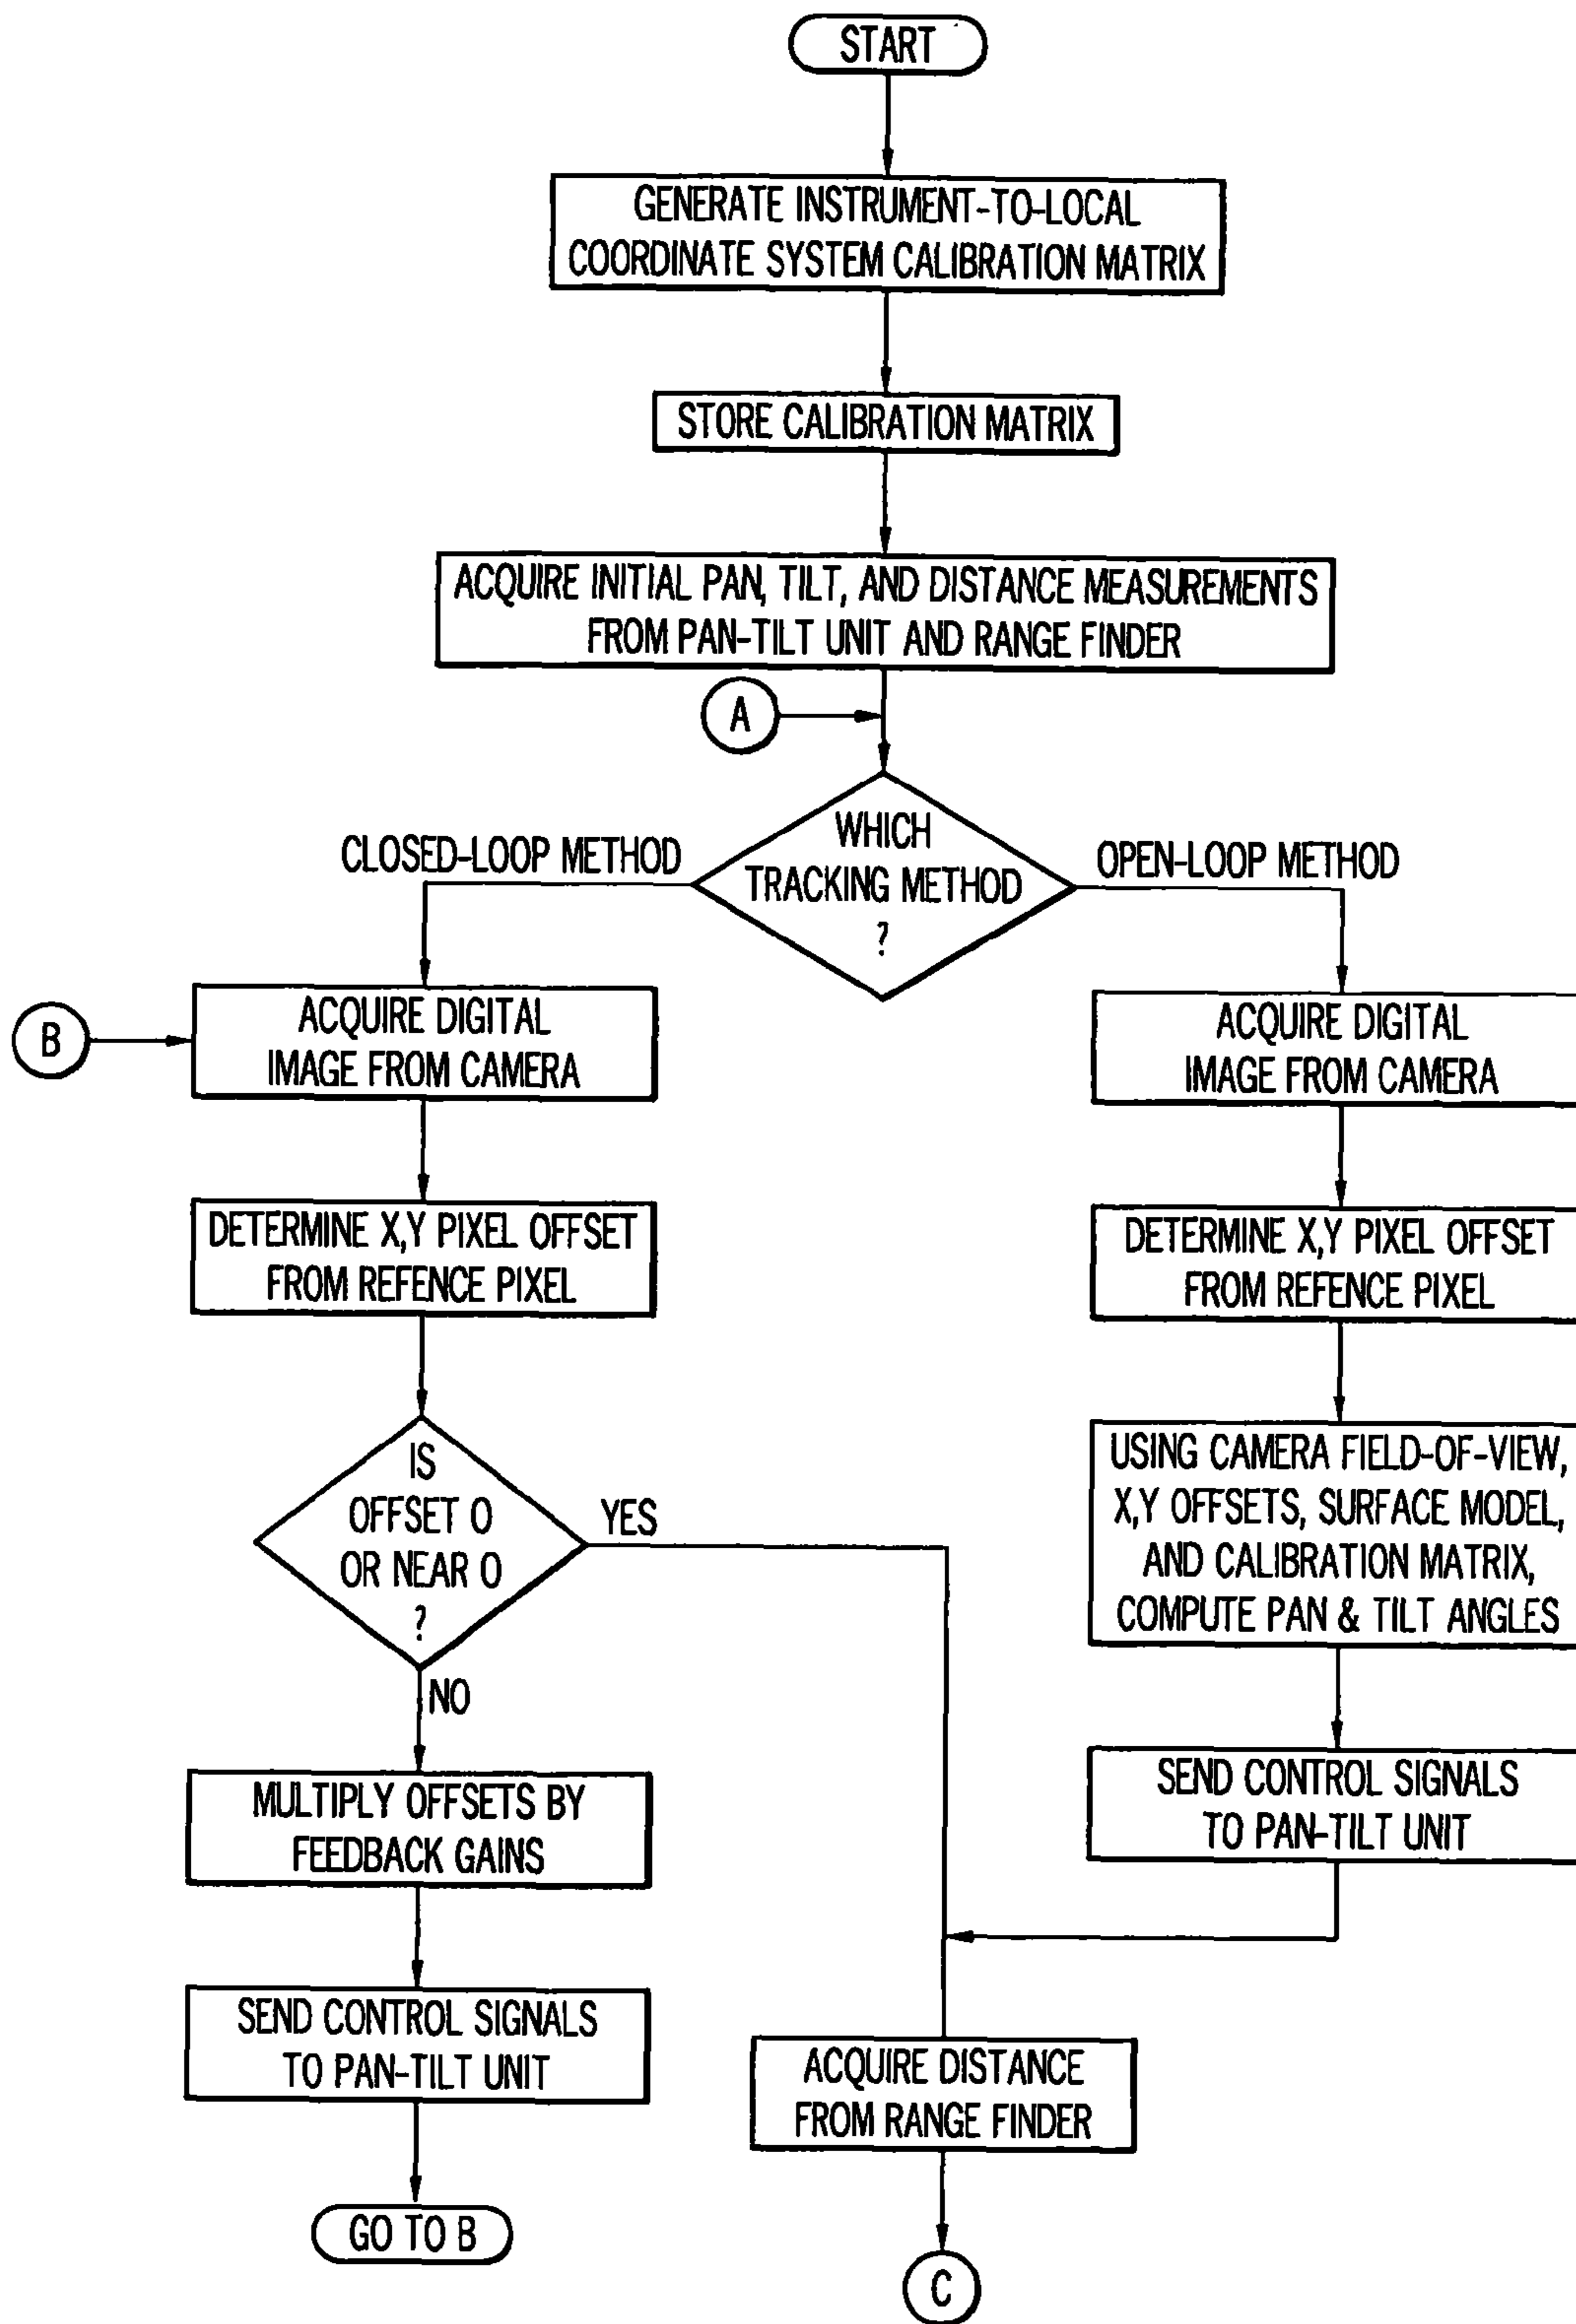 START
GENERATE INSTRUMENT-TO-LOCAL
COORDINATE SYSTEM CALIBRATION MATRIX
STORE CALIBRATION MATRIX
ACQUIRE INITIAL PAN, TILT, AND DISTANCE MEASUREMENTS
FROM PAN-TILT UNIT AND RANGE FINDER
A
WHICH
TRACKING METHOD
?
CLOSED-LOOP METHOD
OPEN-LOOP METHOD
B
ACQUIRE DIGITAL
IMAGE FROM CAMERA
DETERMINE X,Y PIXEL OFFSET
FROM REFENCE PIXEL
IS
OFFSET 0
OR NEAR 0
?
YES
NO
MULTIPLY OFFSETS BY
FEEDBACK GAINS
SEND CONTROL SIGNALS
TO PAN-TILT UNIT
GO TO B
ACQUIRE DIGITAL
IMAGE FROM CAMERA
DETERMINE X,Y PIXEL OFFSET
FROM REFENCE PIXEL
USING CAMERA FIELD-OF-VIEW,
X,Y OFFSETS, SURFACE MODEL,
AND CALIBRATION MATRIX,
COMPUTE PAN & TILT ANGLES
SEND CONTROL SIGNALS
TO PAN-TILT UNIT
ACQUIRE DISTANCE
FROM RANGE FINDER
C